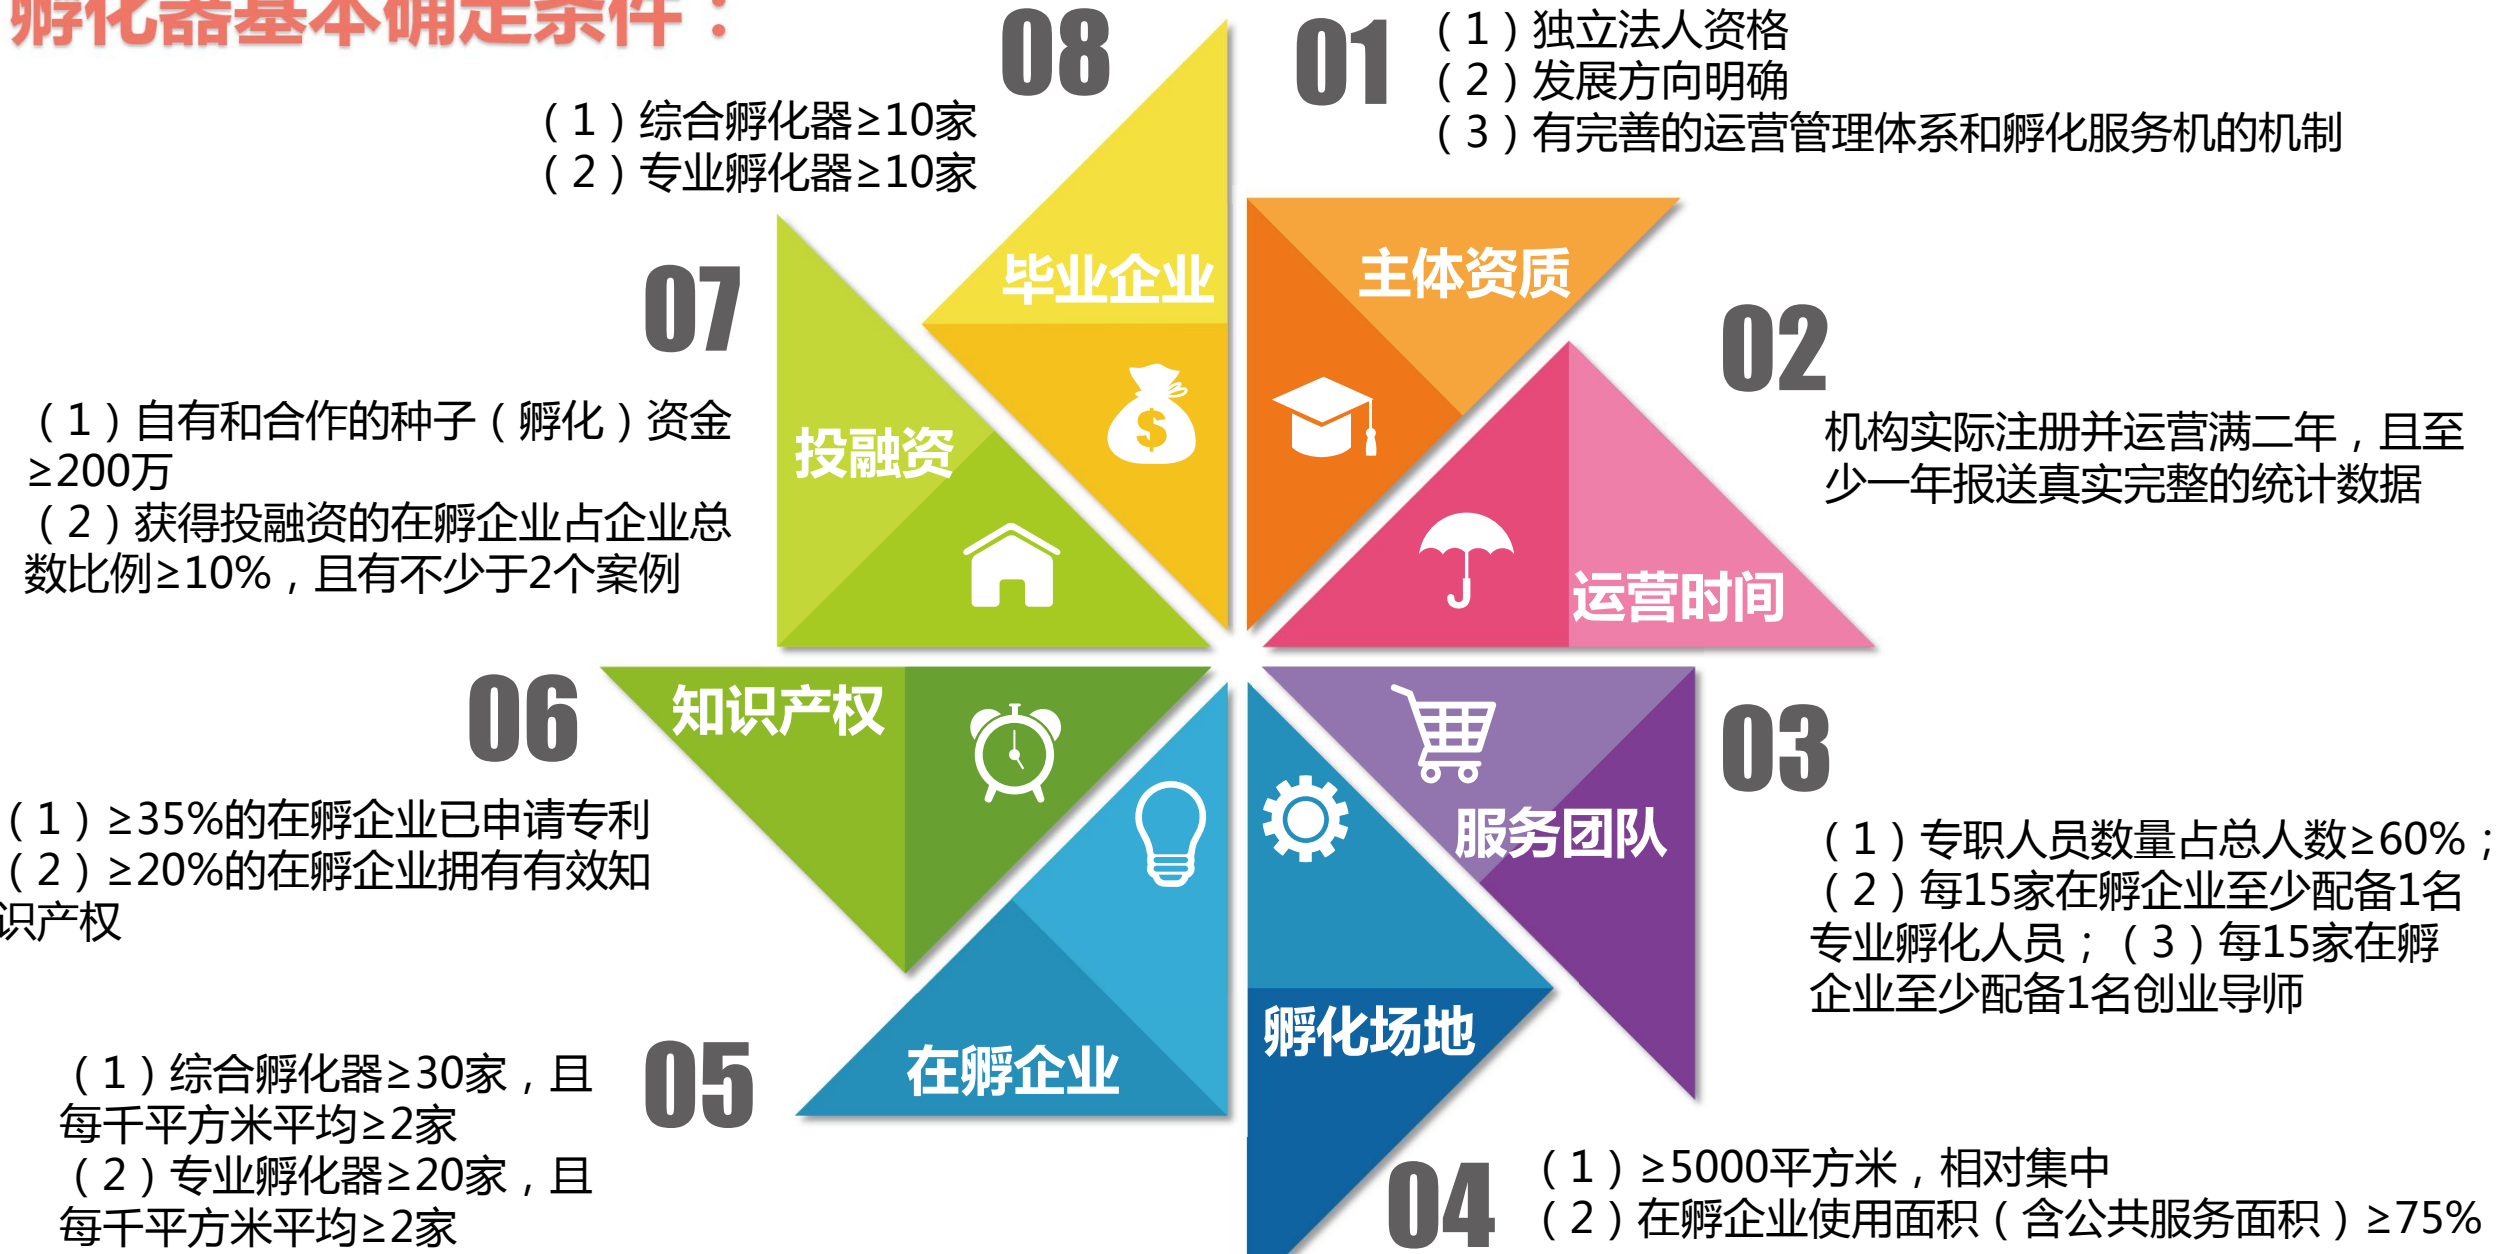 孵化器基本确定条件：
01
（1）独立法人资格
（2）发展方向明确
（3）有完善的运营管理体系和孵化服务机的机制
主体资质
02
机构实际注册并运营满二年，且至
少一年报送真实完整的统计数据
运营时间
03
（1）专职人员数量占总人数≥60%；
（2）每15家在孵企业至少配备1名
专业孵化人员；（3）每15家在孵
企业至少配备1名创业导师
服务团队
04
（1）≥5000平方米，相对集中
（2）在孵企业使用面积（含公共服务面积）≥75%
孵化场地
05
（1）综合孵化器≥30家，且
每千平方米平均≥2家
（2）专业孵化器≥20家，且
每千平方米平均≥2家
在孵企业
06
（1）≥35%的在孵企业已申请专利
（2）≥20%的在孵企业拥有有效知
识产权
知识产权
07
（1）自有和合作的种子（孵化）资金
≥200万
（2）获得投融资的在孵企业占企业总
数比例≥10%，且有不少于2个案例
投融资
08
（1）综合孵化器≥10家
（2）专业孵化器≥10家
毕业企业